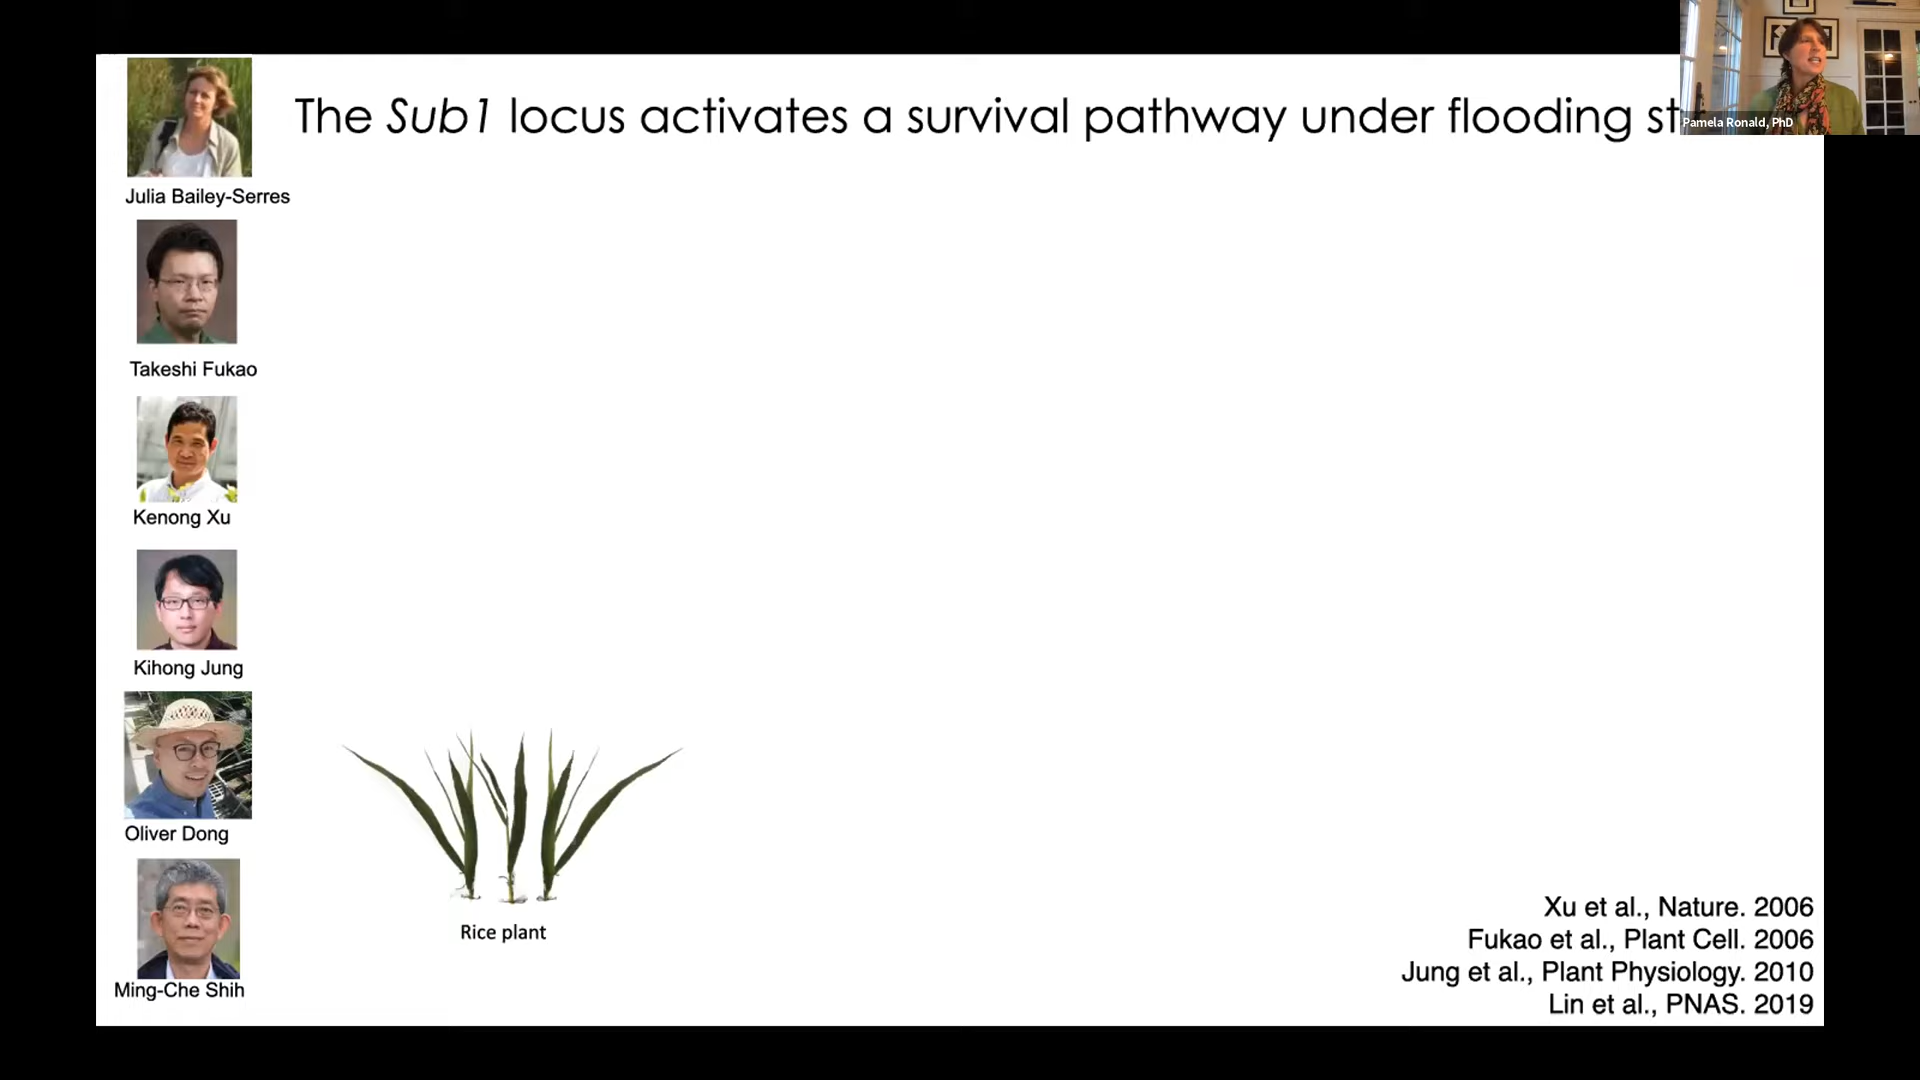 The Sub1 locus activates a survival pathway under flooding
Pamela Ronald, PhD
Julia Bailey-Serres
Takeshi Fukao
Kenong Xu
Kihong Jung
Oliver Dong
Ming-Che Shih
Rice plant
Xu et al., Nature. 2006
Fukao et al., Plant Cell. 2006
Jung et al., Plant Physiology. 2010
Lin et al., PNAS. 2019